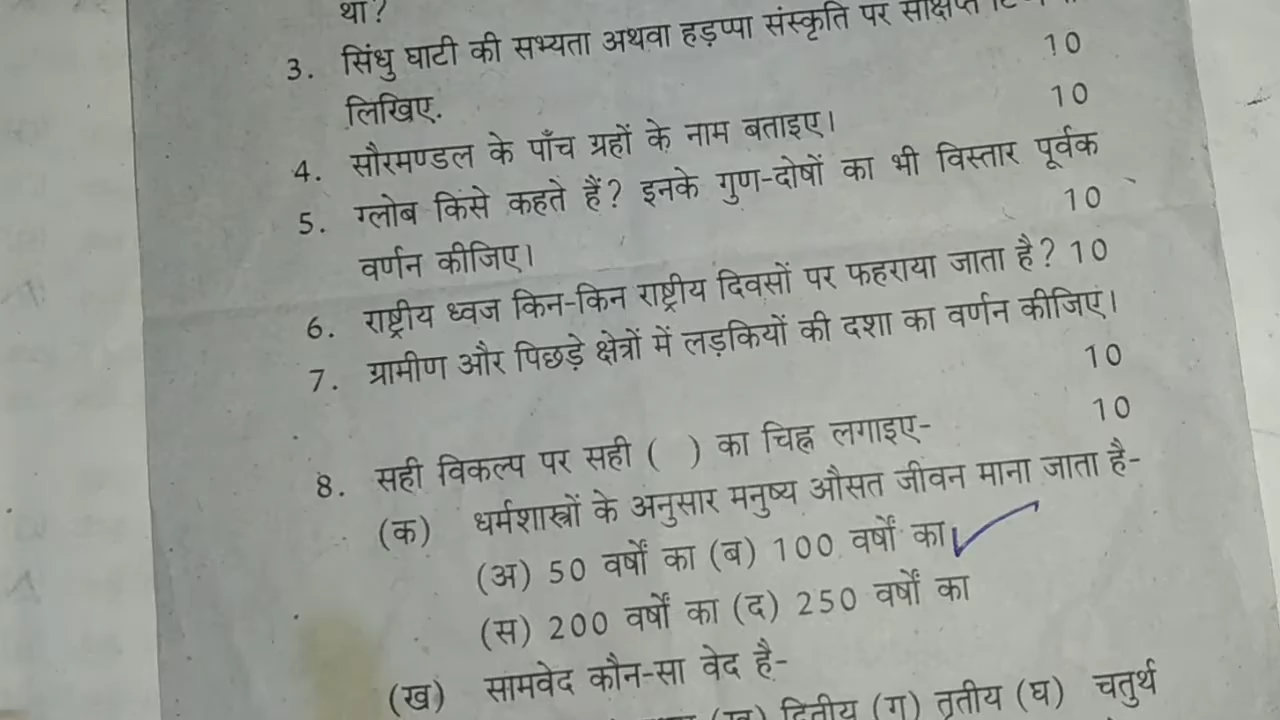 था?
3. सिंधु घाटी की सभ्यता अथवा हड़प्पा संस्कृति पर संक्षिप्त
लिखिए. 10
4. सौरमण्डल के पाँच ग्रहों के नाम बताइए। 10
5. ग्लोब किसे कहते हैं? इनके गुण-दोषों का भी विस्तार पूर्वक
वर्णन कीजिए। 10
6. राष्ट्रीय ध्वज किन-किन राष्ट्रीय दिवसों पर फहराया जाता है? 10
7. ग्रामीण और पिछड़े क्षेत्रों में लड़कियों की दशा का वर्णन कीजिए।
10
8. सही विकल्प पर सही ( ) का चिह्न लगाइए- 10
(क) धर्मशास्त्रों के अनुसार मनुष्य औसत जीवन माना जाता है-
(अ) 50 वर्षों का (ब) 100 वर्षों का
(स) 200 वर्षों का (द) 250 वर्षों का
(ख) सामवेद कौन-सा वेद है-
(ख) द्वितीय (ग) तृतीय (घ) चतुर्थ